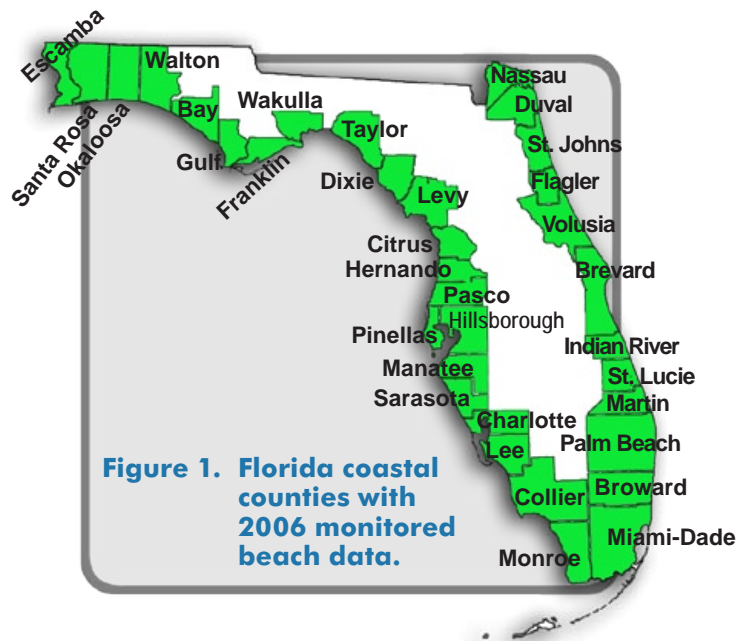 Escamba
Santa Rosa
Okaloosa
Walton
Bay
Wakulla
Gulf
Franklin
Taylor
Dixie
Levy
Citrus
Hernando
Pasco
Hillsborough
Pinellas
Manatee
Sarasota
Charlotte
Lee
Collier
Monroe
Nassau
Duval
St. Johns
Flagler
Volusia
Brevard
Indian River
St. Lucie
Martin
Palm Beach
Broward
Miami-Dade
Figure 1. Florida coastal
counties with
2006 monitored
beach data.